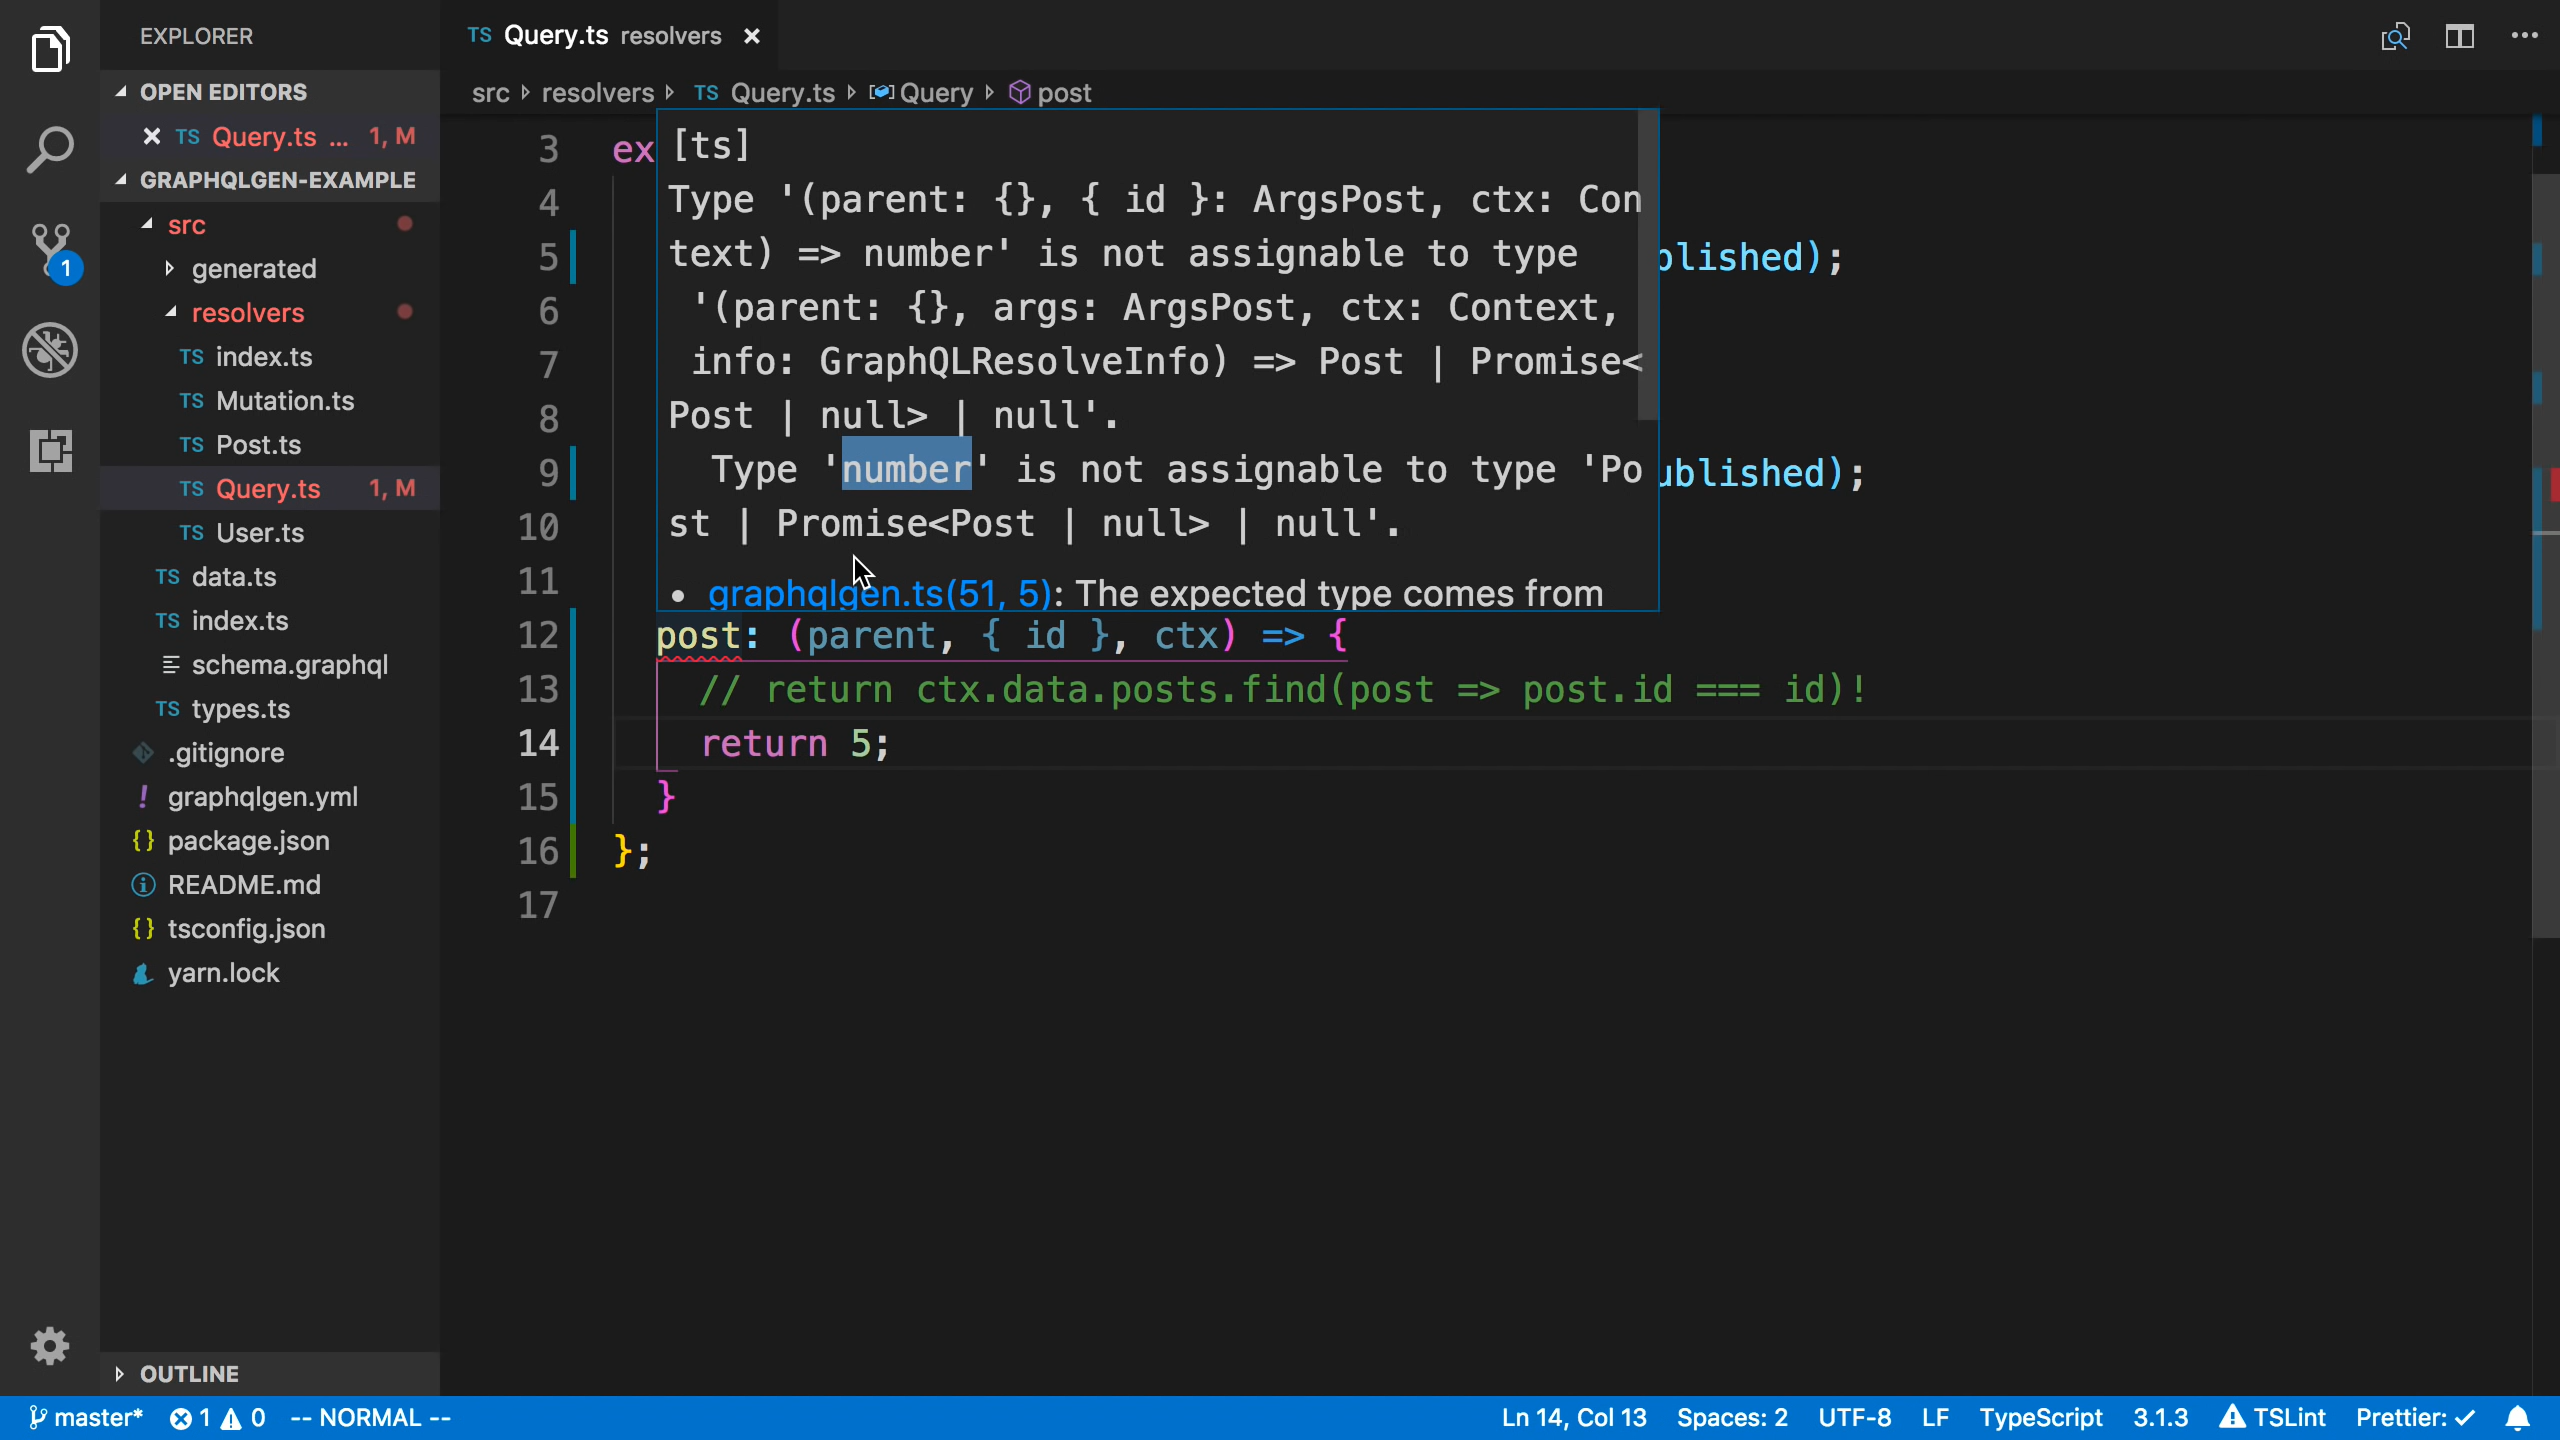 EXPLORER
OPEN EDITORS
TS Query.ts ... 1, M
GRAPHQLGEN-EXAMPLE
src
generated
resolvers
TS index.ts
TS Mutation.ts
TS Post.ts
TS Query.ts 1, M
TS User.ts
TS data.ts
TS index.ts
schema.graphql
TS types.ts
.gitignore
! graphqlgen.yml
{} package.json
README.md
{} tsconfig.json
yarn.lock
OUTLINE
1
TS Query.ts resolvers
src resolvers TS Query.ts Query post
3 ex
4
5 blished);
6
7
8
9 ublished);
10
11
[ts]
Type '(parent: {}, { id }: ArgsPost, ctx: Con
text) => number' is not assignable to type
'(parent: {}, args: ArgsPost, ctx: Context,
info: GraphQLResolveInfo) => Post | Promise<
Post | null> | null'.
Type 'number' is not assignable to type 'Po
st | Promise<Post | null> | null'.
• graphqlgen.ts(51, 5): The expected type comes from
12 post: (parent, { id }, ctx) => {
13 // return ctx.data.posts.find(post => post.id === id)!
14 return 5;
15 }
16 };
17
master* 1 0 -- NORMAL -- Ln 14, Col 13 Spaces: 2 UTF-8 LF TypeScript 3.1.3 TSLint Prettier: ✓